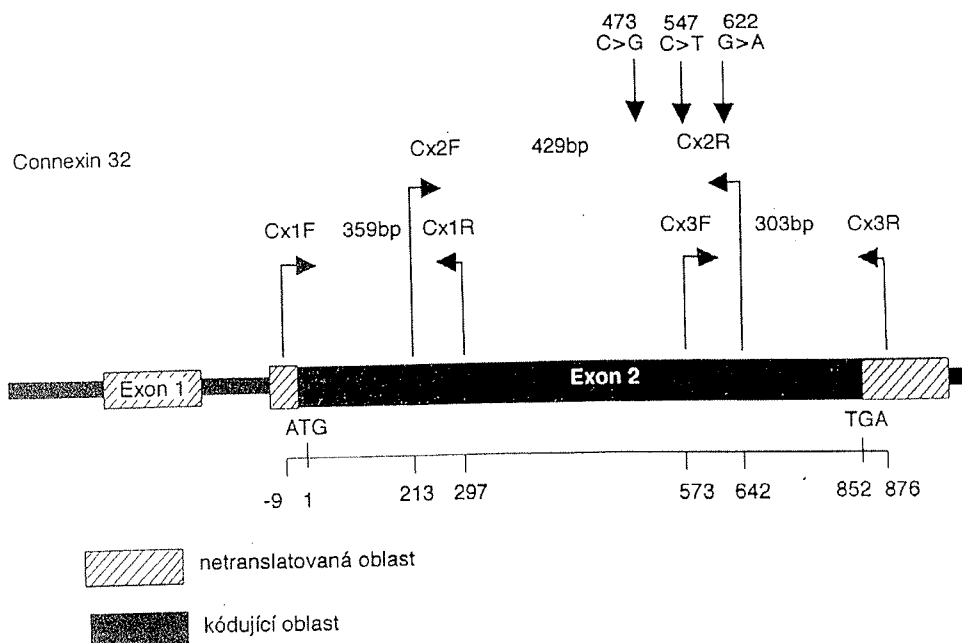 473 547 622
C>G C>T G>A
Cx2F 429bp Cx2R
Connexin 32
Cx1F 359bp Cx1R Cx3F 303bp Cx3R
Exon 1 Exon 2
ATG TGA
-9 1 213 297 573 642 852 876
netranslatovaná oblast
kódující oblast